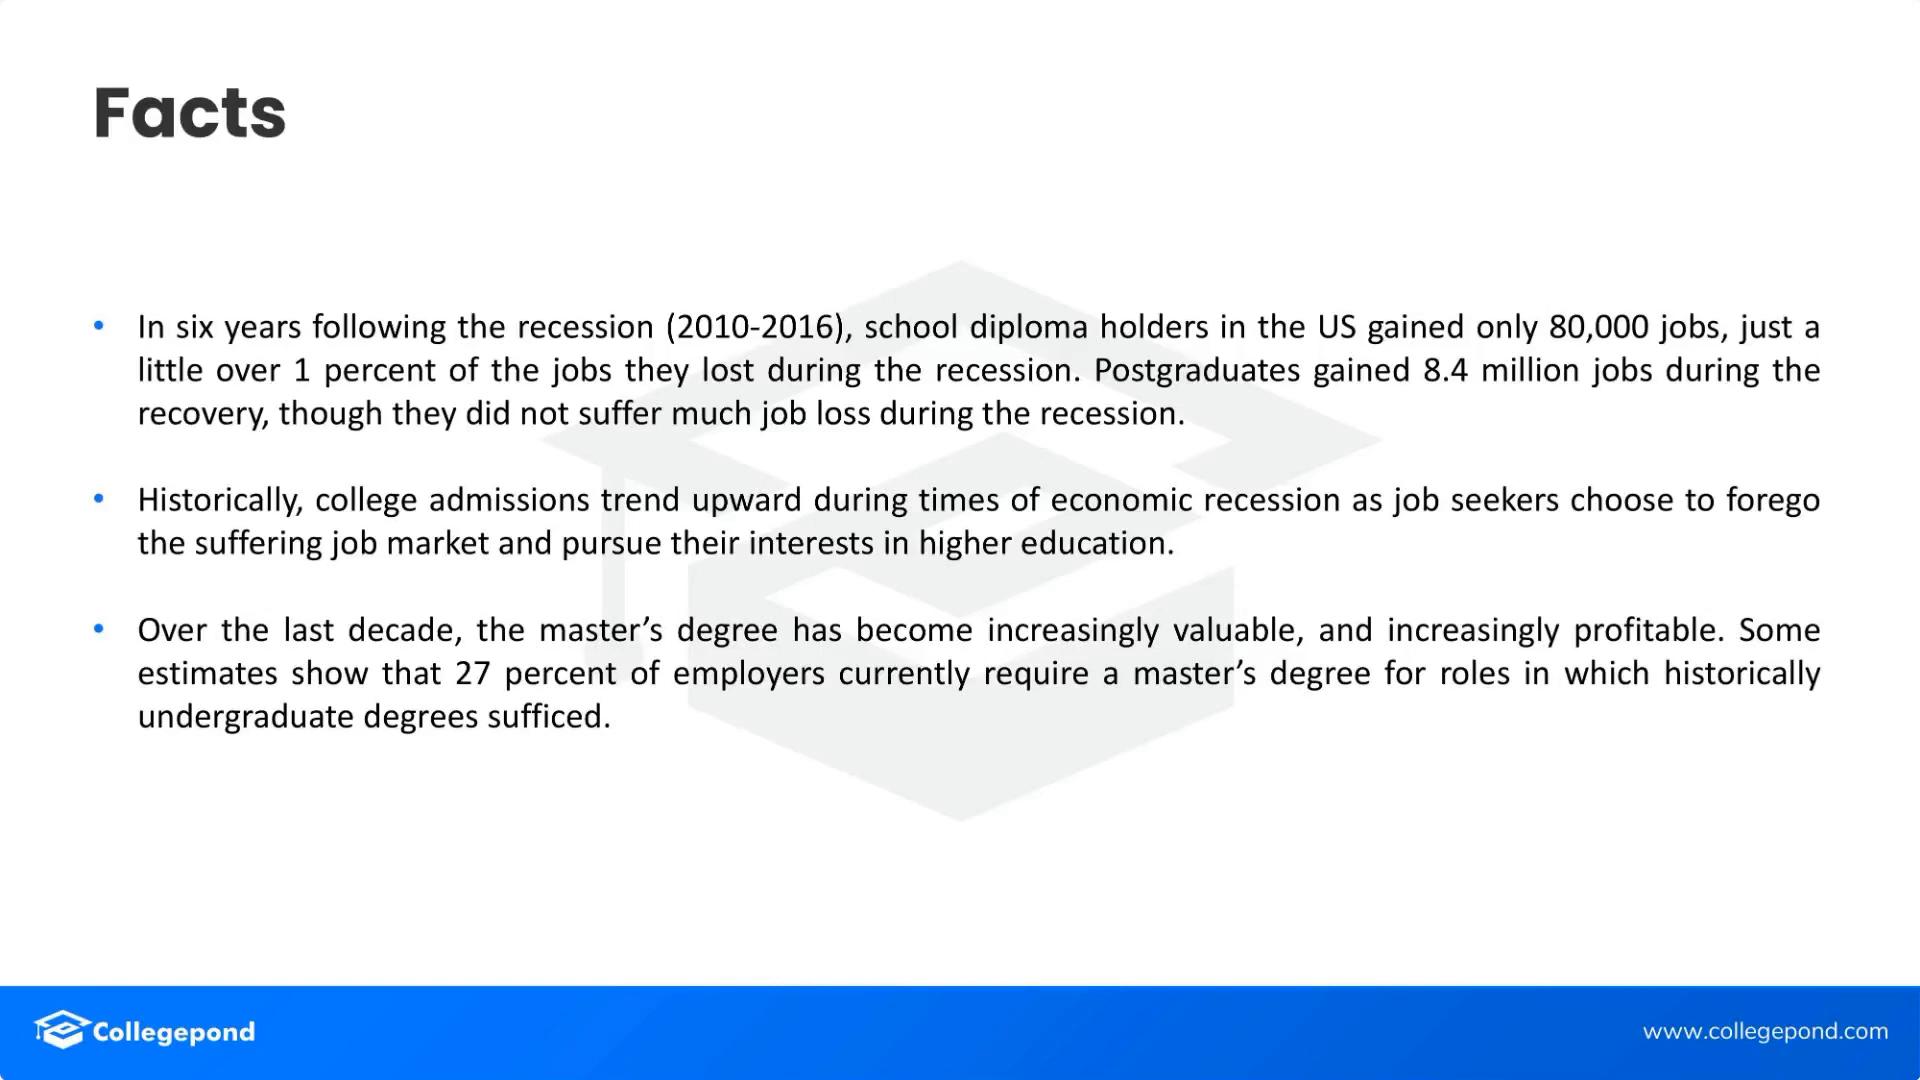 Facts
• In six years following the recession (2010-2016), school diploma holders in the US gained only 80,000 jobs, just a
little over 1 percent of the jobs they lost during the recession. Postgraduates gained 8.4 million jobs during the
recovery, though they did not suffer much job loss during the recession.
• Historically, college admissions trend upward during times of economic recession as job seekers choose to forego
the suffering job market and pursue their interests in higher education.
• Over the last decade, the master’s degree has become increasingly valuable, and increasingly profitable. Some
estimates show that 27 percent of employers currently require a master’s degree for roles in which historically
undergraduate degrees sufficed.
Collegepond
www.collegepond.com